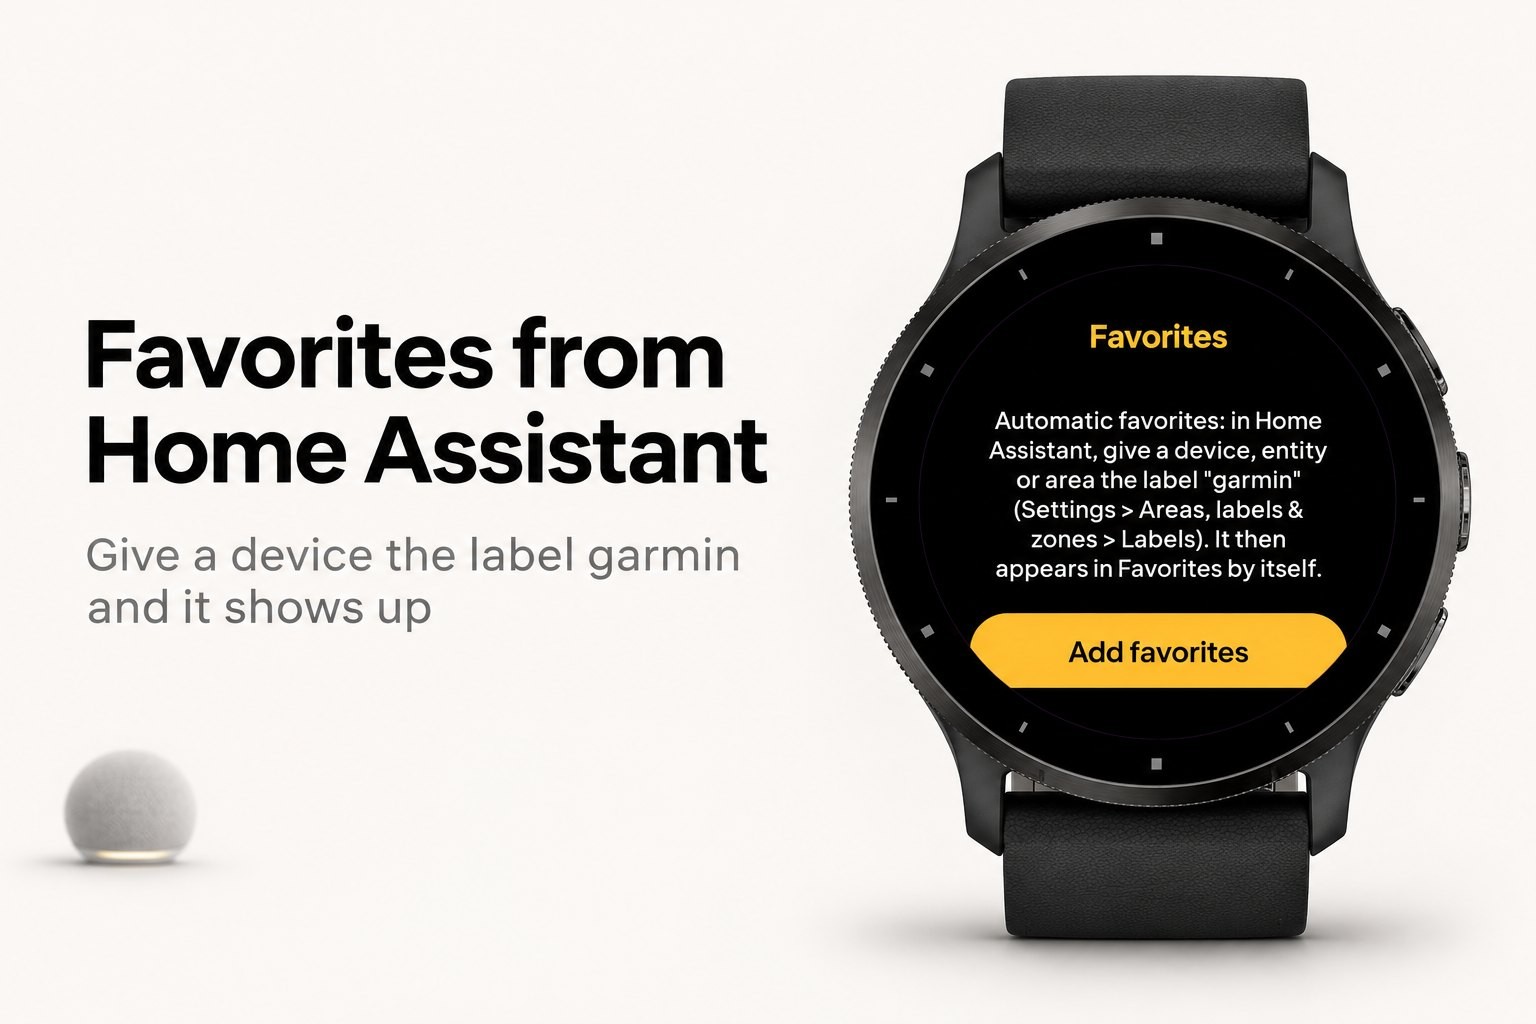 Favorites from
Home Assistant
Give a device the label garmin
and it shows up
Favorites
Automatic favorites: in Home
Assistant, give a device, entity
or area the label "garmin"
(Settings > Areas, labels &
zones > Labels). It then
appears in Favorites by itself.
Add favorites